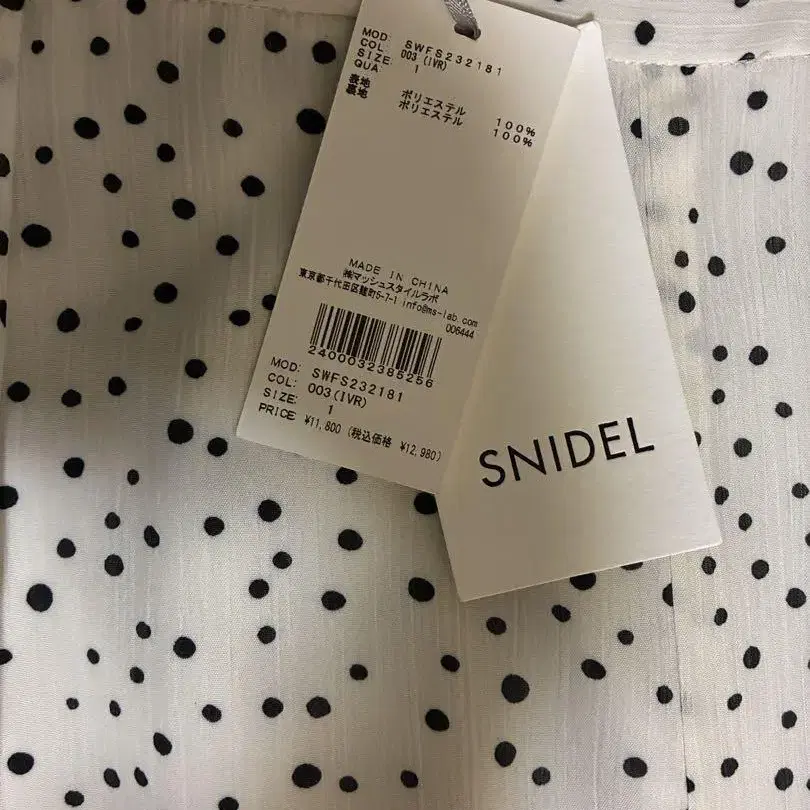 MOD: SWFS232181
COL: 003 (IVR)
SIZE: 1
QUA:
表地 ポリエステル 100%
裏地 ポリエステル 100%
MADE IN CHINA
㈱マッシュスタイルラボ
東京都千代田区麹町5-7-1 info@ms-lab.com
006444
2400032385256
MOD: SWFS232181
COL: 003(IVR)
SIZE: 1
PRICE: ¥11,800 (税込価格 ¥12,980)
SNIDEL